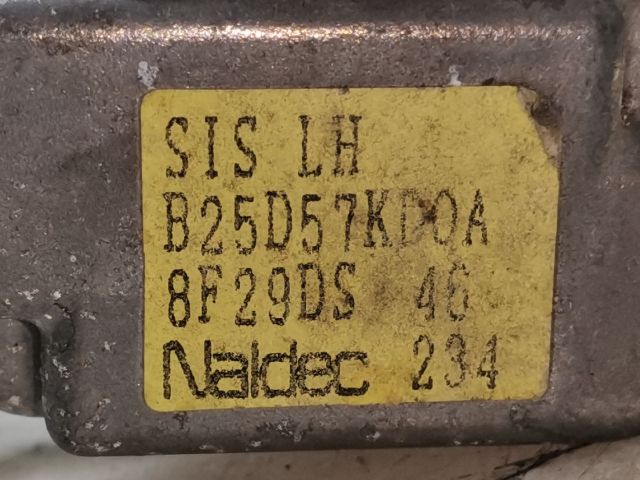 SIS LH
B25D57KD0A
8F29DS 46
Naldec 234